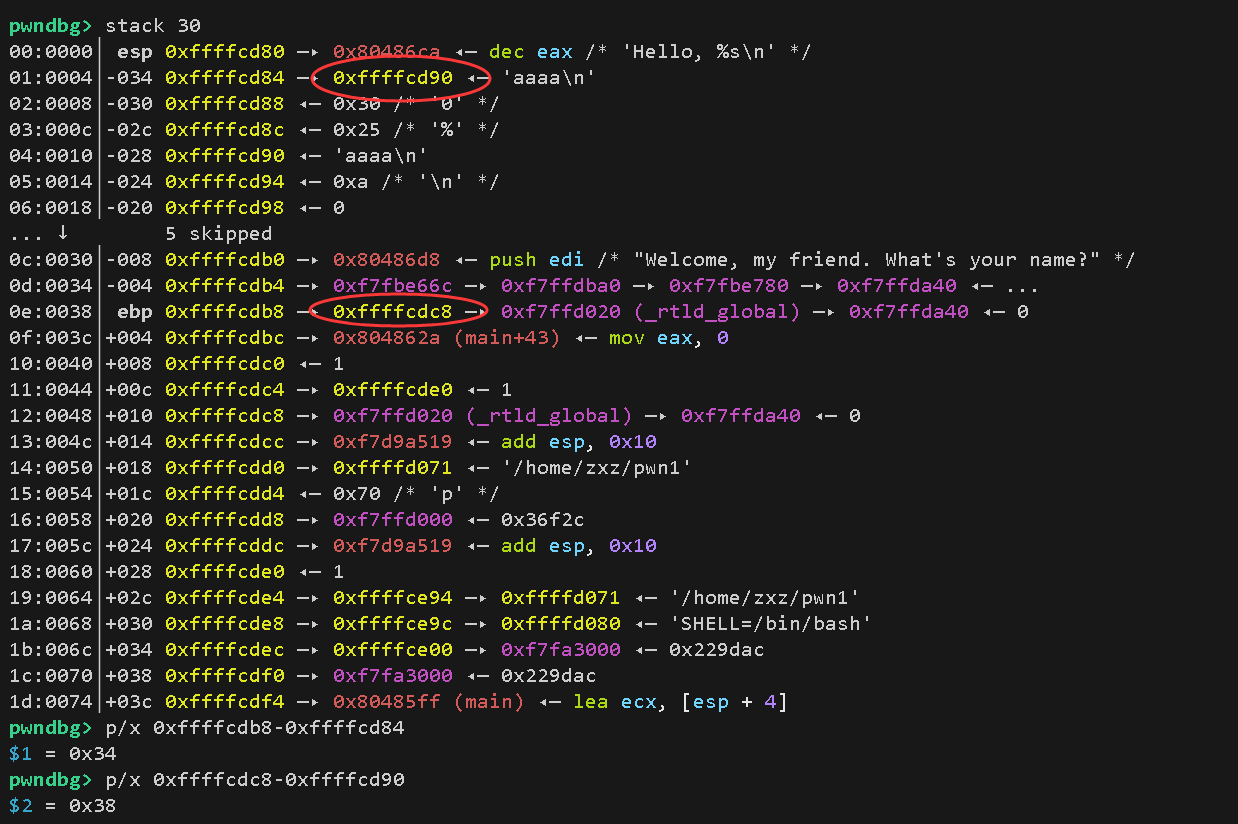 pwndbg> stack 30
00:0000│ esp 0xffffcd80 —▸ 0x80486ca ◂— dec eax /* 'Hello, %s\n' */
01:0004│-034 0xffffcd84 —▸ 0xffffcd90 ◂— 'aaaa\n'
02:0008│-030 0xffffcd88 ◂— 0x30 /* '0' */
03:000c│-02c 0xffffcd8c ◂— 0x25 /* '%' */
04:0010│-028 0xffffcd90 ◂— 'aaaa\n'
05:0014│-024 0xffffcd94 ◂— 0xa /* '\n' */
06:0018│-020 0xffffcd98 ◂— 0
... ↓ 5 skipped
0c:0030│-008 0xffffcdb0 —▸ 0x80486d8 ◂— push edi /* "Welcome, my friend. What's your name?" */
0d:0034│-004 0xffffcdb4 —▸ 0xf7fbe66c —▸ 0xf7ffdba0 —▸ 0xf7fbe780 —▸ 0xf7ffda40 ◂— ...
0e:0038│ ebp 0xffffcdb8 —▸ 0xffffcdc8 —▸ 0xf7ffd020 (_rtld_global) —▸ 0xf7ffda40 ◂— 0
0f:003c│+004 0xffffcdbc —▸ 0x804862a (main+43) ◂— mov eax, 0
10:0040│+008 0xffffcdc0 ◂— 1
11:0044│+00c 0xffffcdc4 —▸ 0xffffcde0 ◂— 1
12:0048│+010 0xffffcdc8 —▸ 0xf7ffd020 (_rtld_global) —▸ 0xf7ffda40 ◂— 0
13:004c│+014 0xffffcdcc —▸ 0xf7d9a519 ◂— add esp, 0x10
14:0050│+018 0xffffcdd0 —▸ 0xffffd071 ◂— '/home/zxz/pwn1'
15:0054│+01c 0xffffcdd4 ◂— 0x70 /* 'p' */
16:0058│+020 0xffffcdd8 —▸ 0xf7ffd000 ◂— 0x36f2c
17:005c│+024 0xffffcddc —▸ 0xf7d9a519 ◂— add esp, 0x10
18:0060│+028 0xffffcde0 ◂— 1
19:0064│+02c 0xffffcde4 —▸ 0xffffce94 —▸ 0xffffd071 ◂— '/home/zxz/pwn1'
1a:0068│+030 0xffffcde8 —▸ 0xffffce9c —▸ 0xffffd080 ◂— 'SHELL=/bin/bash'
1b:006c│+034 0xffffcdec —▸ 0xffffce00 —▸ 0xf7fa3000 ◂— 0x229dac
1c:0070│+038 0xffffcdf0 —▸ 0xf7fa3000 ◂— 0x229dac
1d:0074│+03c 0xffffcdf4 —▸ 0x80485ff (main) ◂— lea ecx, [esp + 4]
pwndbg> p/x 0xffffcdb8-0xffffcd84
$1 = 0x34
pwndbg> p/x 0xffffcdc8-0xffffcd90
$2 = 0x38